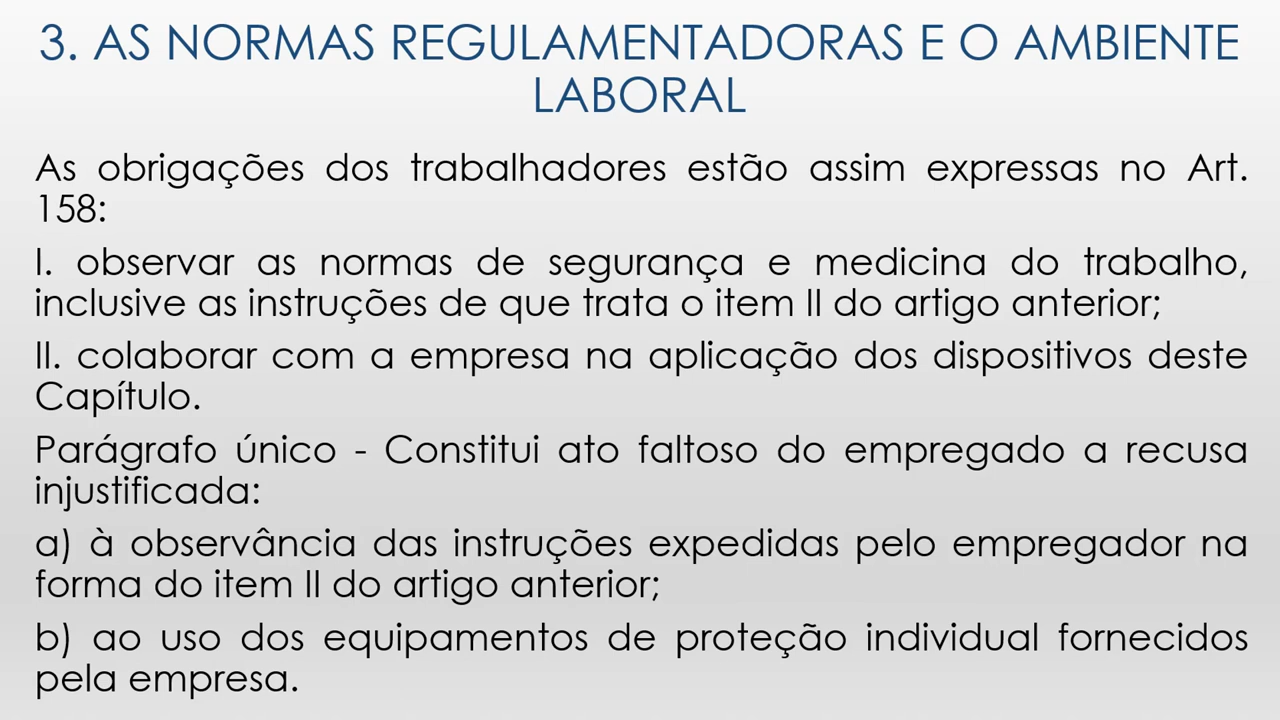 3. AS NORMAS REGULAMENTADORAS E O AMBIENTE
LABORAL
As obrigações dos trabalhadores estão assim expressas no Art.
158:
I. observar as normas de segurança e medicina do trabalho,
inclusive as instruções de que trata o item II do artigo anterior;
II. colaborar com a empresa na aplicação dos dispositivos deste
Capítulo.
Parágrafo único - Constitui ato faltoso do empregado a recusa
injustificada:
a) à observância das instruções expedidas pelo empregador na
forma do item II do artigo anterior;
b) ao uso dos equipamentos de proteção individual fornecidos
pela empresa.